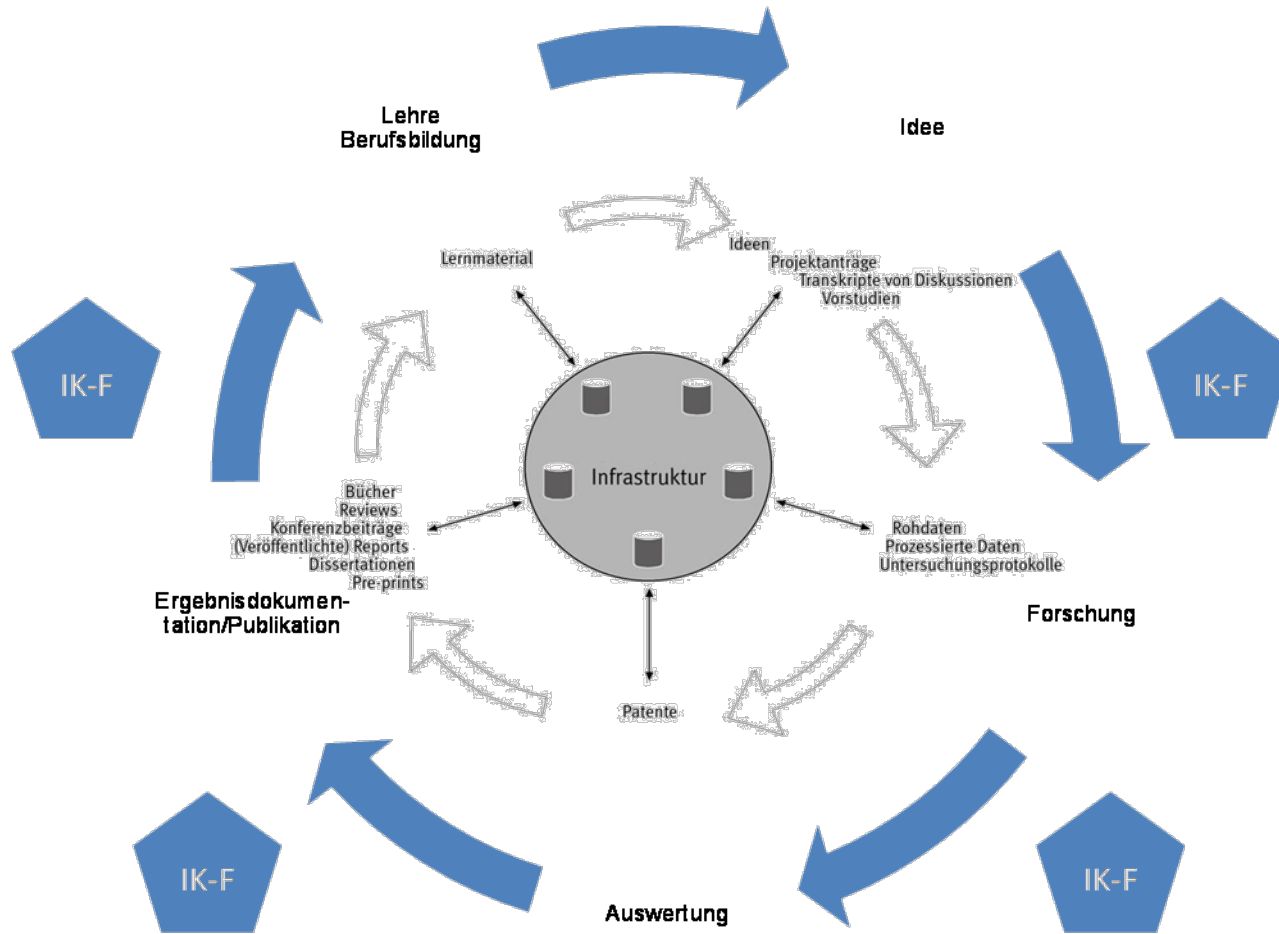 Lehre
Berufsbildung
Idee
Lernmaterial
Ideen
Projektanträge
Transkripte von Diskussionen
Vorstudien
IK-F
IK-F
Infrastruktur
Bücher
Reviews
Konferenzbeiträge
(Veröffentlichte) Reports
Dissertationen
Pre-prints
Rohdaten
Prozessierte Daten
Untersuchungsprotokolle
Ergebnisdokumen-
tation/Publikation
Forschung
Patente
IK-F
IK-F
Auswertung